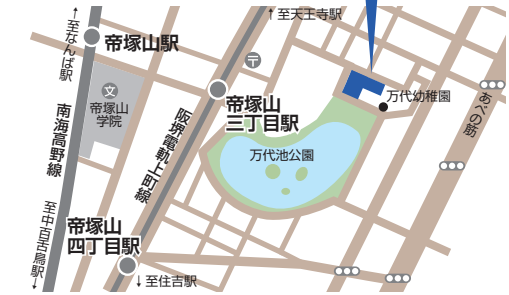 ↑至なんば駅
帝塚山駅
↑至天王寺駅
〒
文
帝塚山
学院
南海高野線
至中百舌鳥駅↓
阪堺電軌上町線
帝塚山
三丁目駅
万代幼稚園
あべの筋
万代池公園
帝塚山
四丁目駅
↓至住吉駅